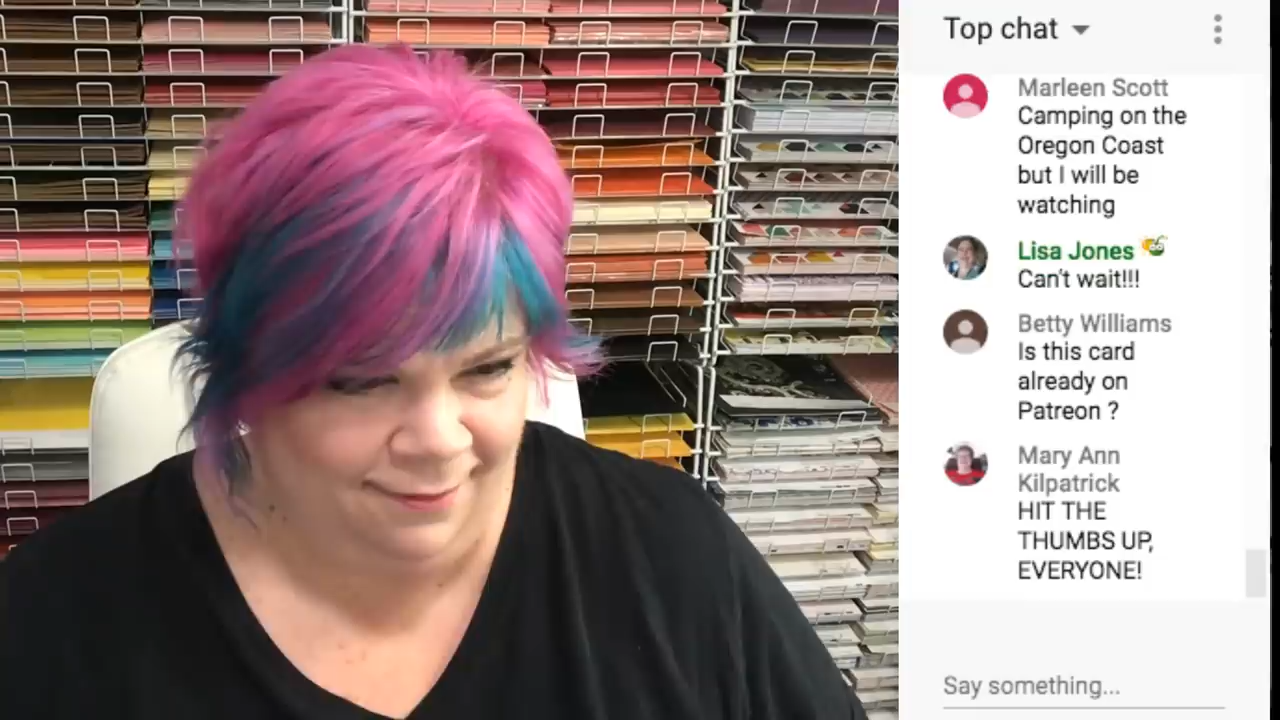 Top chat
Marleen Scott
Camping on the
Oregon Coast
but I will be
watching
Lisa Jones
Can't wait!!!
Betty Williams
Is this card
already on
Patreon ?
Mary Ann
Kilpatrick
HIT THE
THUMBS UP,
EVERYONE!
Say something...